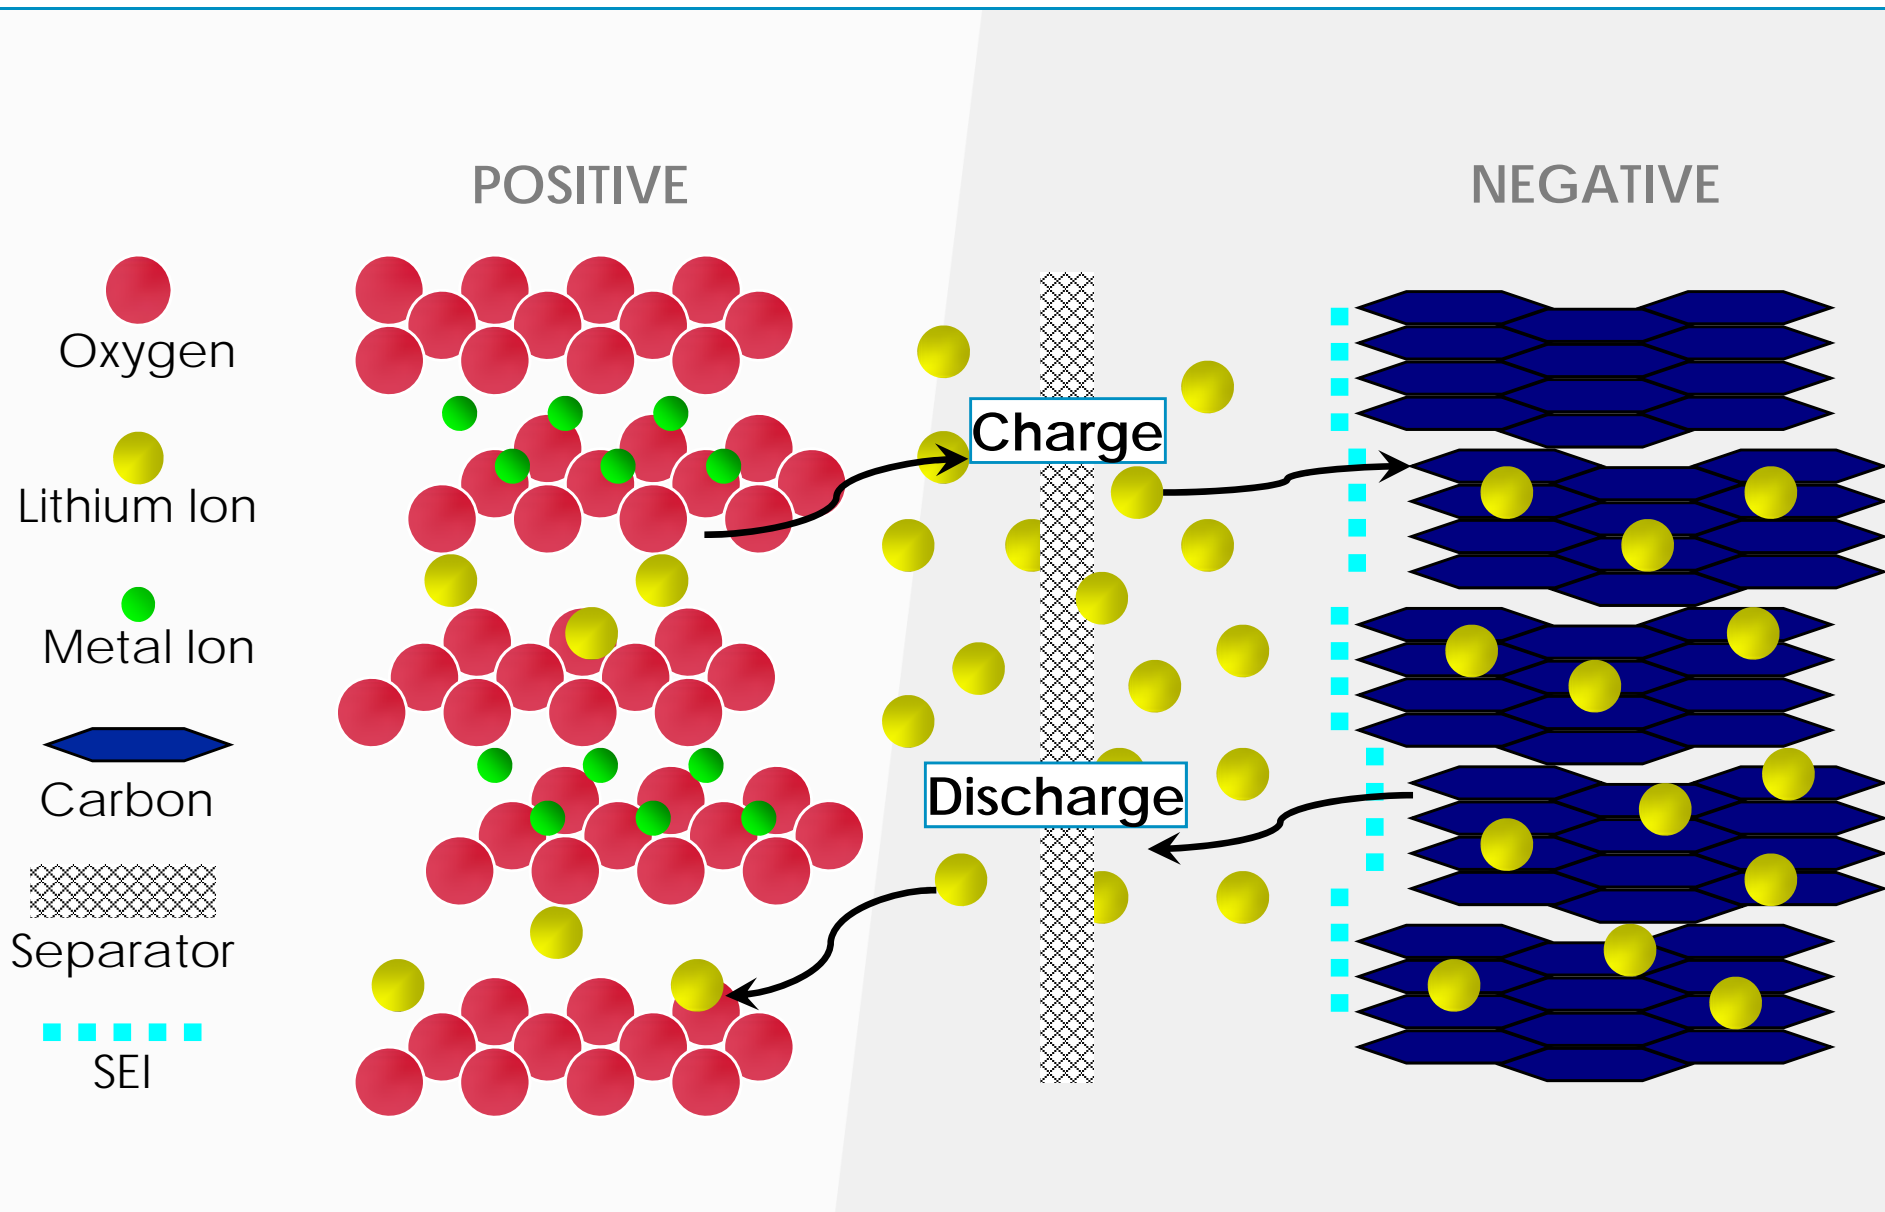 POSITIVE
NEGATIVE
Oxygen
Lithium Ion
Metal Ion
Carbon
Separator
SEI
Charge
Discharge